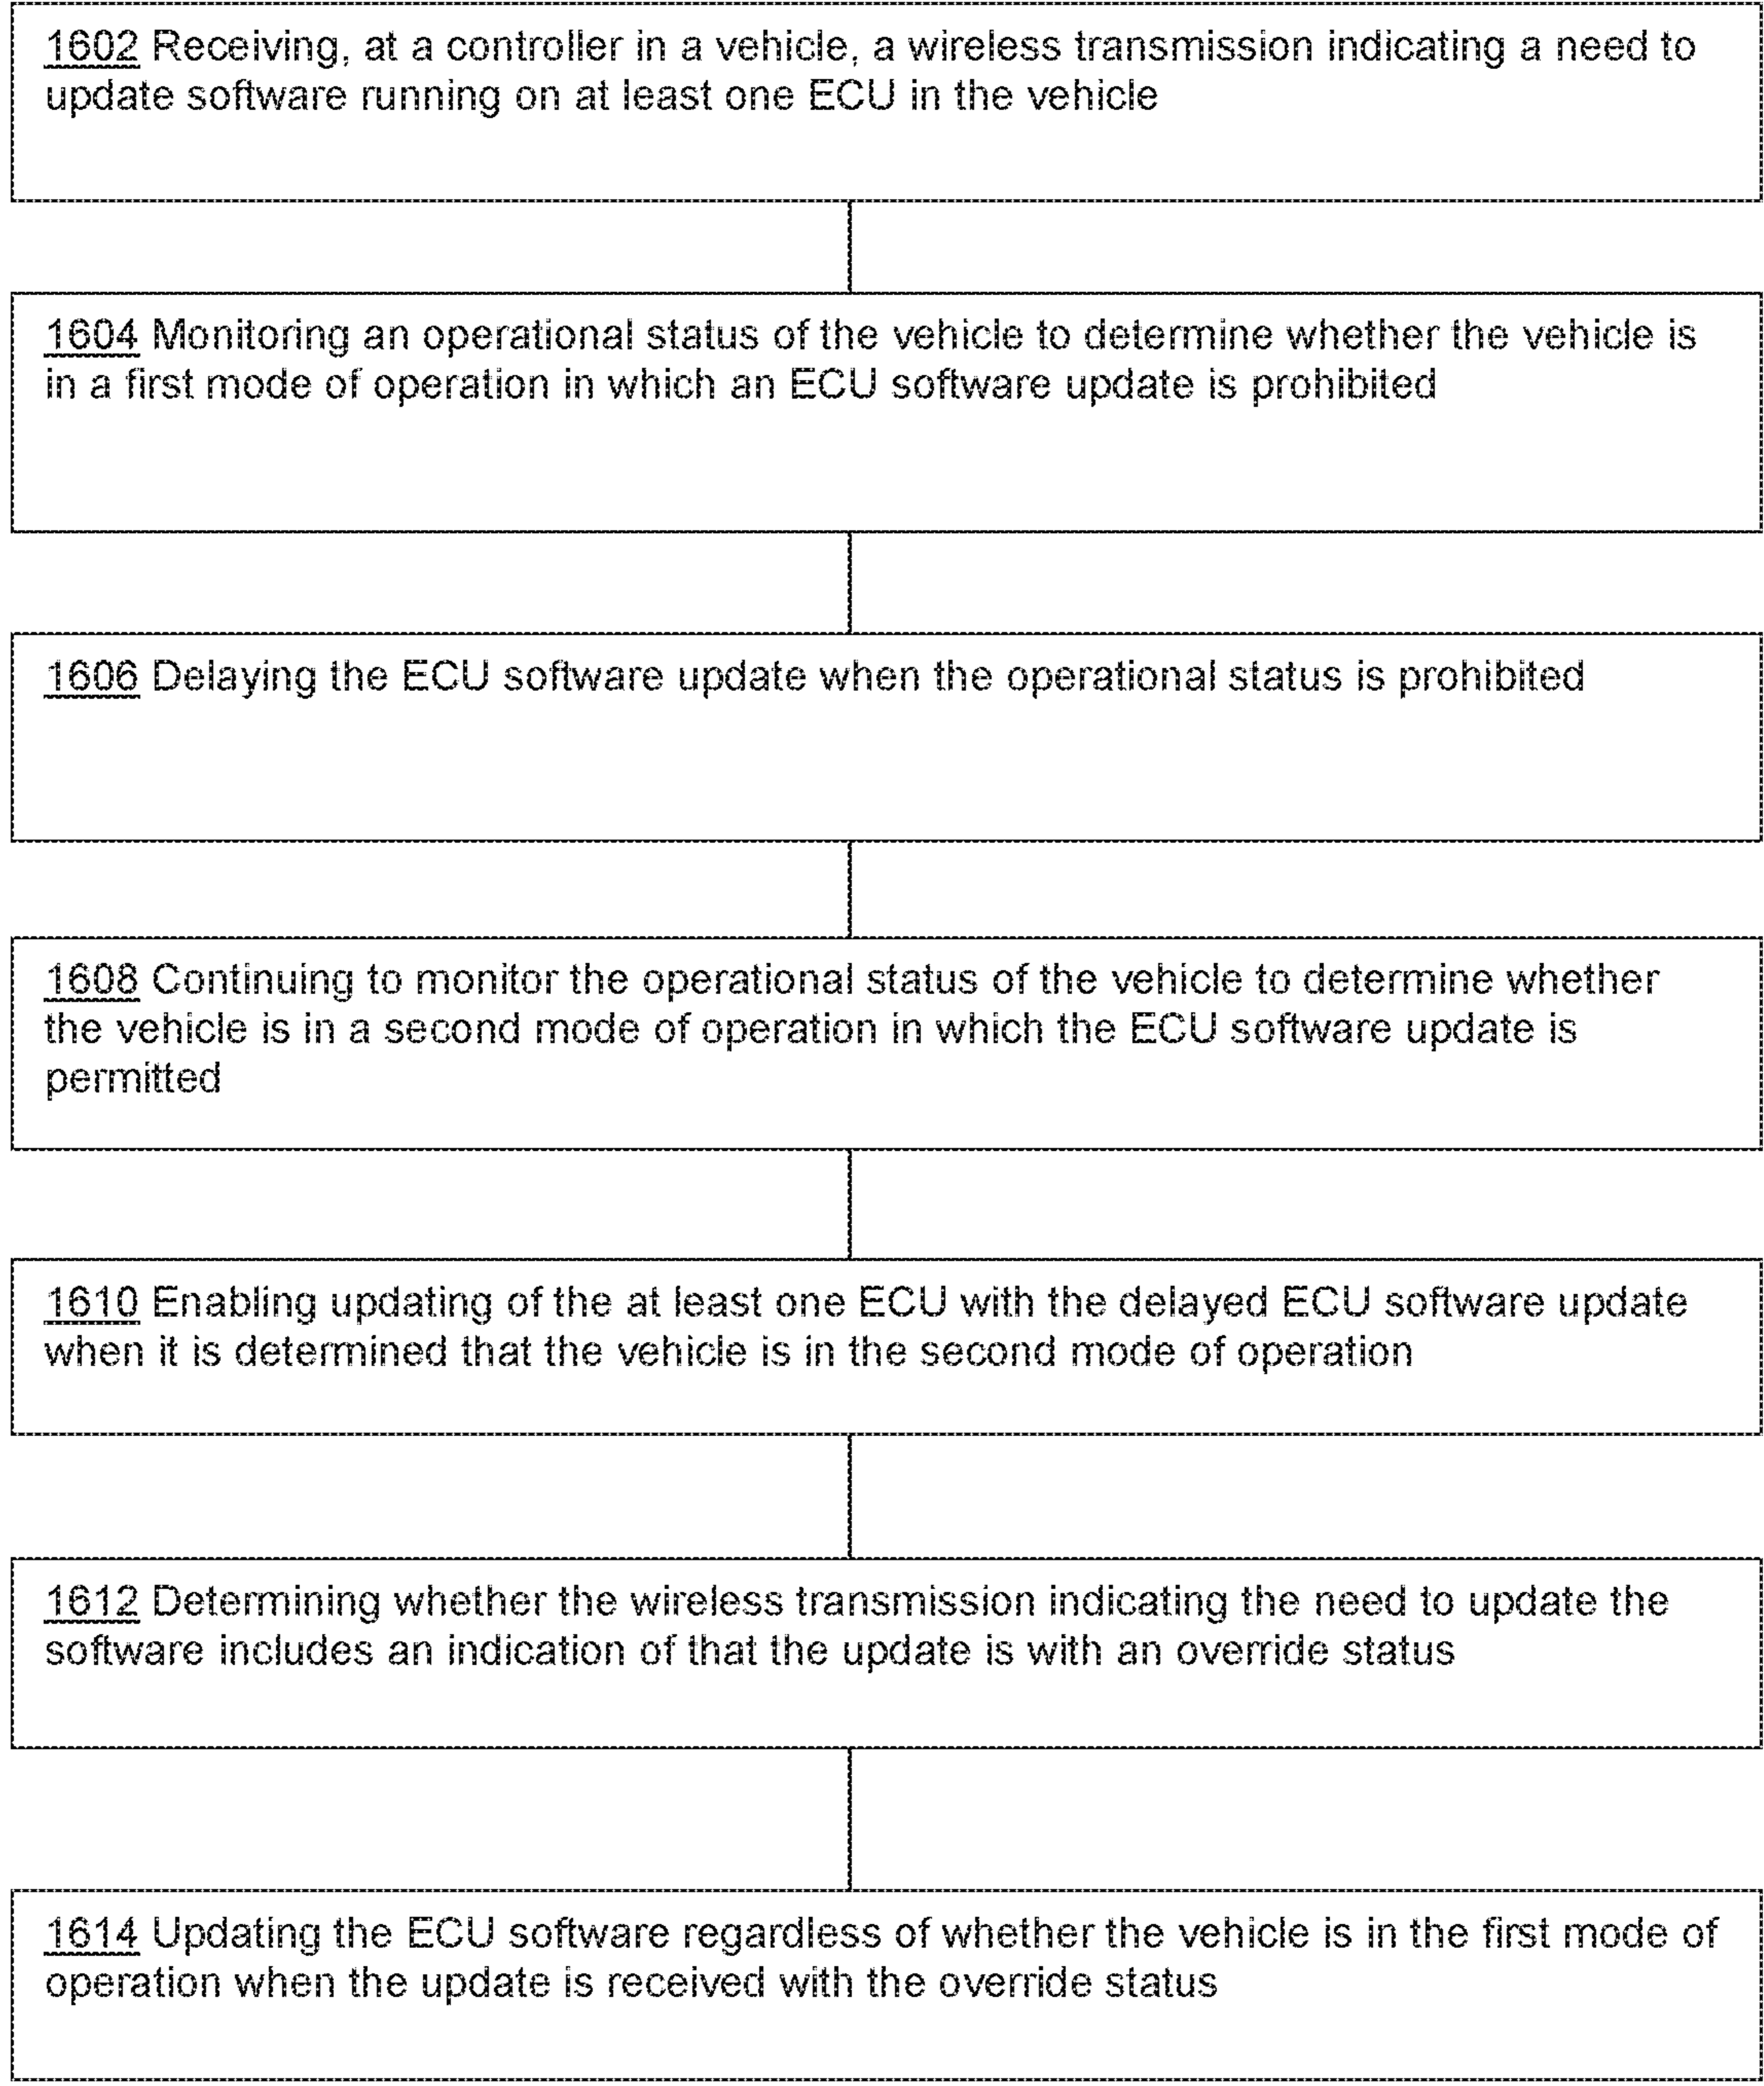 1602 Receiving, at a controller in a vehicle, a wireless transmission indicating a need to
update software running on at least one ECU in the vehicle
1604 Monitoring an operational status of the vehicle to determine whether the vehicle is
in a first mode of operation in which an ECU software update is prohibited
1606 Delaying the ECU software update when the operational status is prohibited
1608 Continuing to monitor the operational status of the vehicle to determine whether
the vehicle is in a second mode of operation in which the ECU software update is
permitted
1610 Enabling updating of the at least one ECU with the delayed ECU software update
when it is determined that the vehicle is in the second mode of operation
1612 Determining whether the wireless transmission indicating the need to update the
software includes an indication of that the update is with an override status
1614 Updating the ECU software regardless of whether the vehicle is in the first mode of
operation when the update is received with the override status